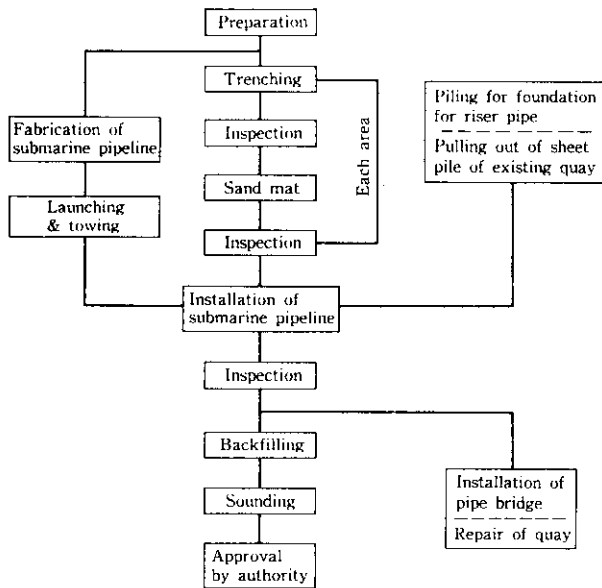 Preparation
Trenching
Each area
Piling for foundation
for riser pipe
Pulling out of sheet
pile of existing quay
Fabrication of
submarine pipeline
Inspection
Sand mat
Launching
& towing
Inspection
Installation of
submarine pipeline
Inspection
Backfilling
Installation of
pipe bridge
Repair of quay
Sounding
Approval
by authority